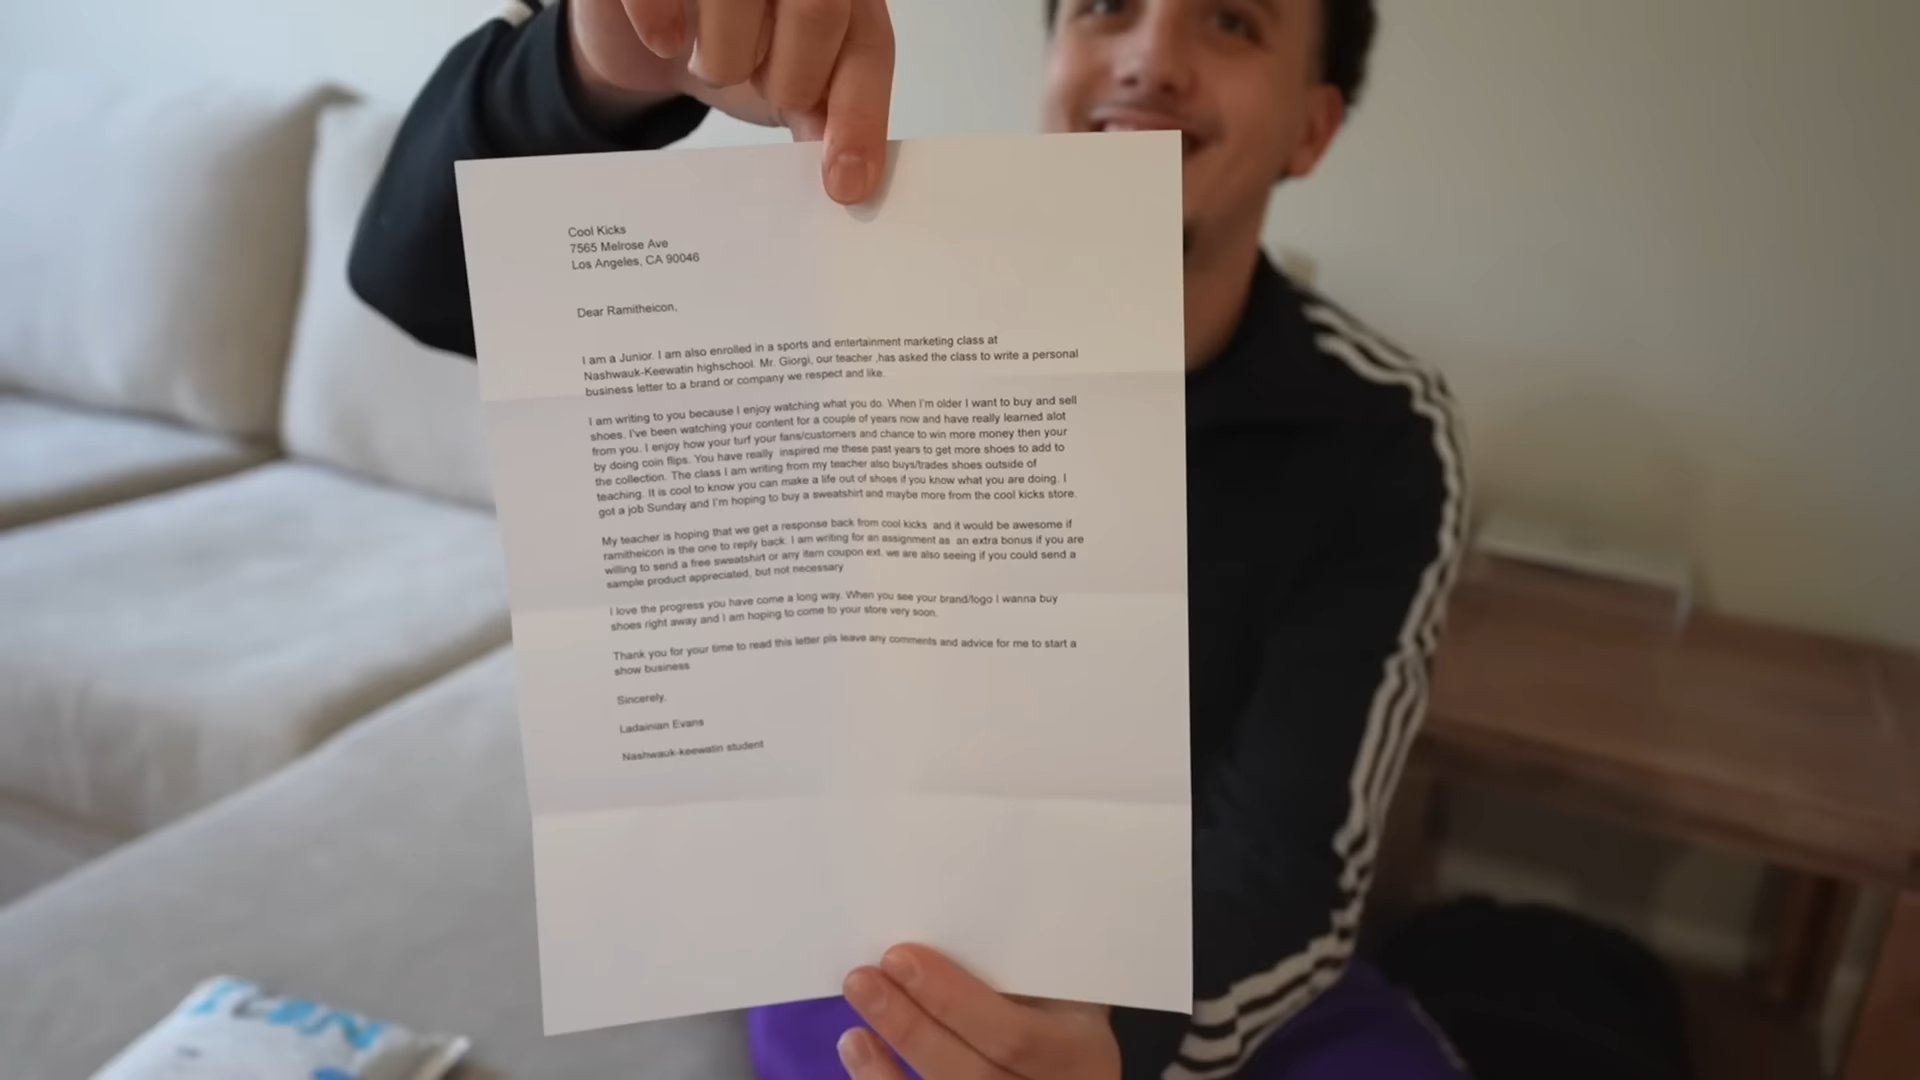 Cool Kicks
7565 Melrose Ave
Los Angeles, CA 90046
Dear Ramitheicon,
I am a Junior. I am also enrolled in a sports and entertainment marketing class at
Nashwauk-Keewatin highschool. Mr. Giorgi, our teacher ,has asked the class to write a personal
business letter to a brand or company we respect and like.
I am writing to you because I enjoy watching what you do. When I'm older I want to buy and sell
shoes. I've been watching your content for a couple of years now and have really learned alot
from you. I enjoy how your turf your fans/customers and chance to win more money then your
by doing coin flips. You have really inspired me these past years to get more shoes to add to
the collection. The class I am writing from my teacher also buys/trades shoes outside of
teaching. It is cool to know you can make a life out of shoes if you know what you are doing. I
got a job Sunday and I'm hoping to buy a sweatshirt and maybe more from the cool kicks store.
My teacher is hoping that we get a response back from cool kicks and it would be awesome if
ramitheicon is the one to reply back. I am writing for an assignment as an extra bonus if you are
willing to send a free sweatshirt or any item coupon ext. we are also seeing if you could send a
sample product appreciated, but not necessary
I love the progress you have come a long way. When you see your brand/logo I wanna buy
shoes right away and I am hoping to come to your store very soon.
Thank you for your time to read this letter pls leave any comments and advice for me to start a
show business
Sincerely,
Ladainian Evans
Nashwauk-keewatin student